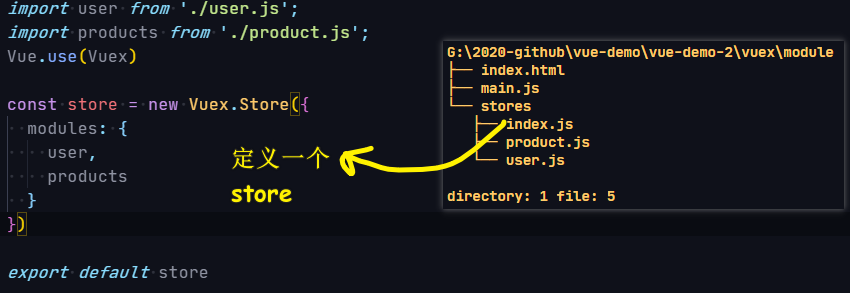 import user from './user.js';
import products from './product.js';
Vue.use(Vuex)
const store = new Vuex.Store({
modules: {
user,
products
}
})
export default store
定义一个
store
G:\2020-github\vue-demo\vue-demo-2\vuex\module
├── index.html
├── main.js
└── stores
├── index.js
├── product.js
└── user.js
directory: 1 file: 5